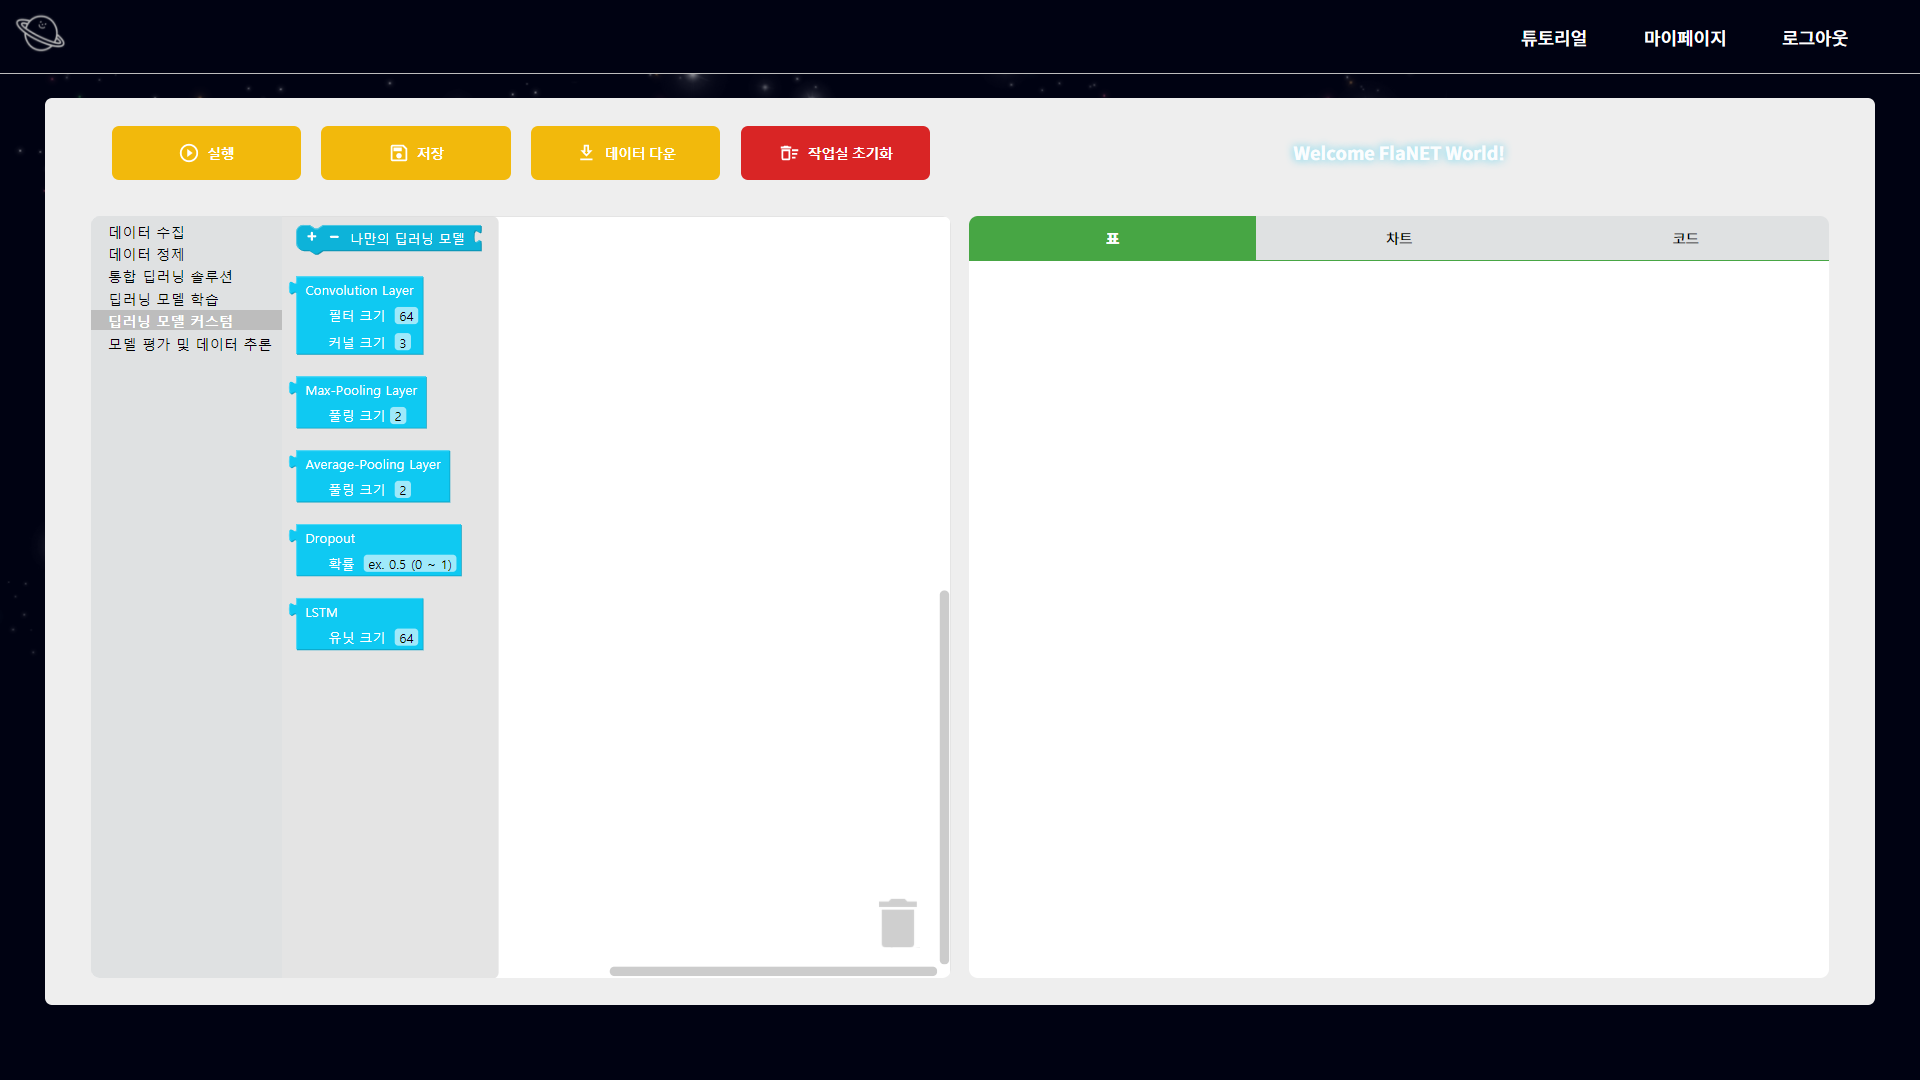 튜토리얼 마이페이지 로그아웃
실행 저장 데이터 다운 작업실 초기화 Welcome FlaNET World!
데이터 수집
데이터 정제
통합 딥러닝 솔루션
딥러닝 모델 학습
딥러닝 모델 커스텀
모델 평가 및 데이터 추론
+ − 나만의 딥러닝 모델
Convolution Layer
필터 크기 64
커널 크기 3
Max-Pooling Layer
풀링 크기 2
Average-Pooling Layer
풀링 크기 2
Dropout
확률 ex. 0.5 (0 ~ 1)
LSTM
유닛 크기 64
표 차트 코드